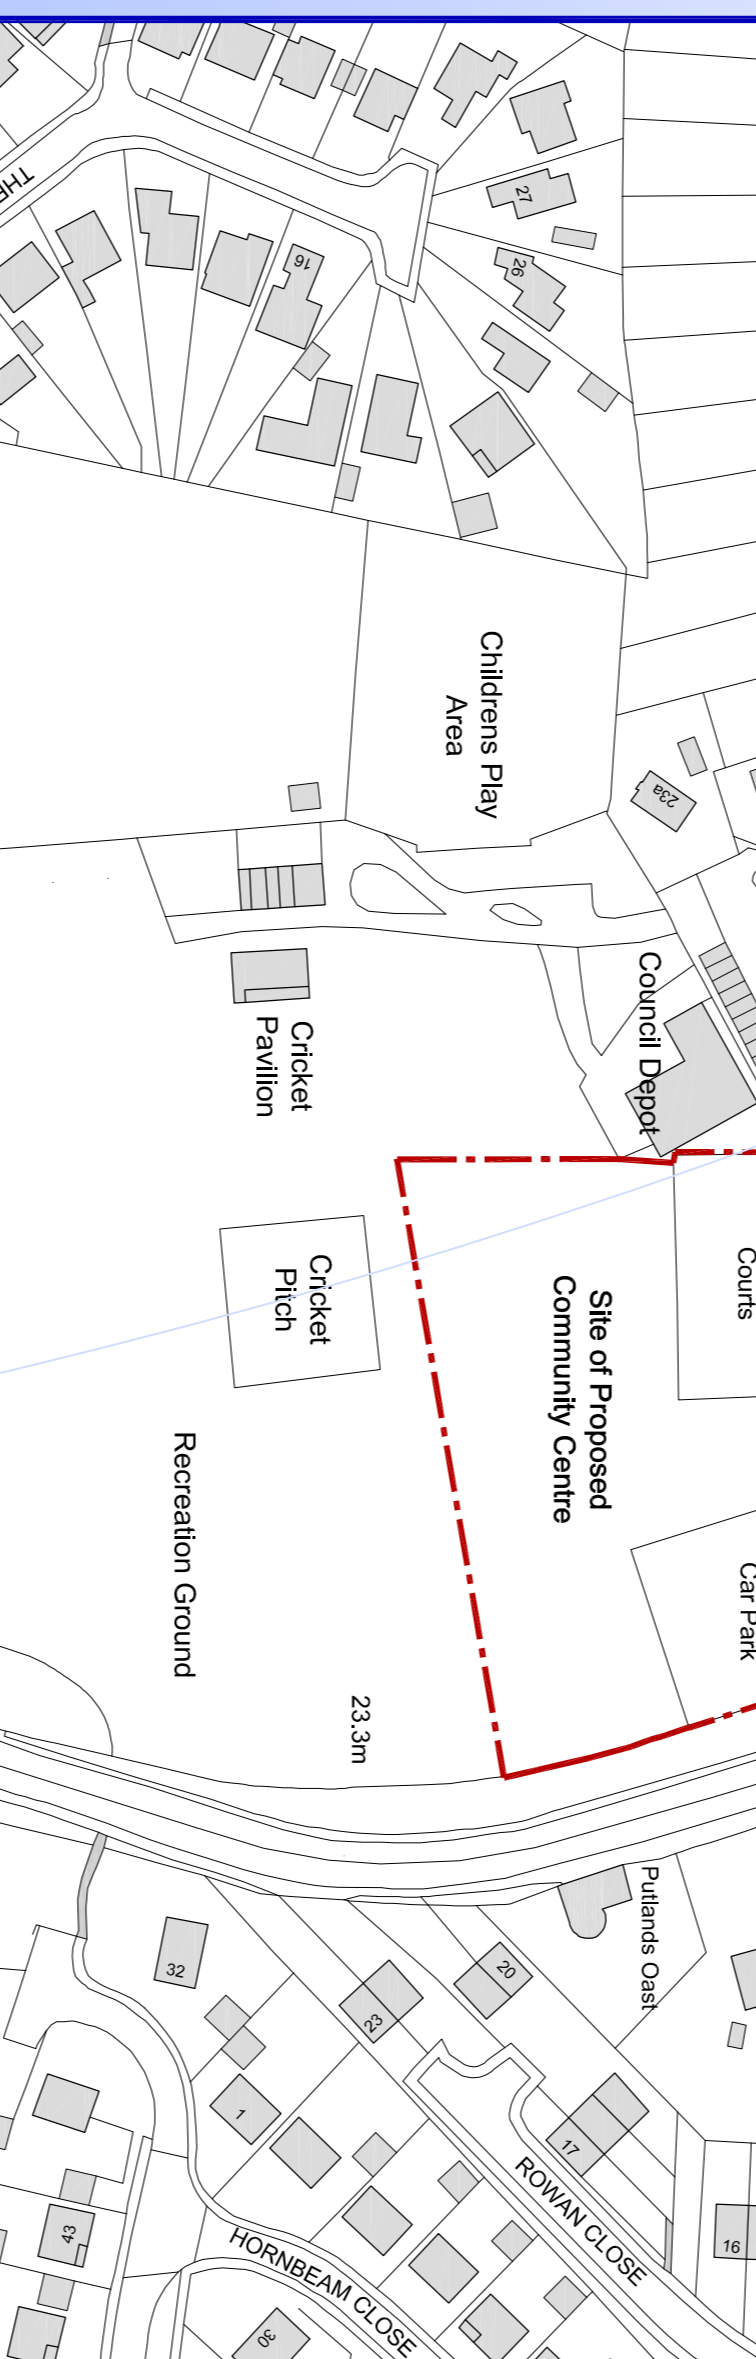 THE
16
27
26
Childrens Play
Area
23a
Council Depot
Cricket
Pavilion
Cricket
Pitch
Courts
Site of Proposed
Community Centre
Car Park
Recreation Ground
23.3m
Putlands Oast
32
23
20
1
17
16
ROWAN CLOSE
43
HORNBEAM CLOSE
30